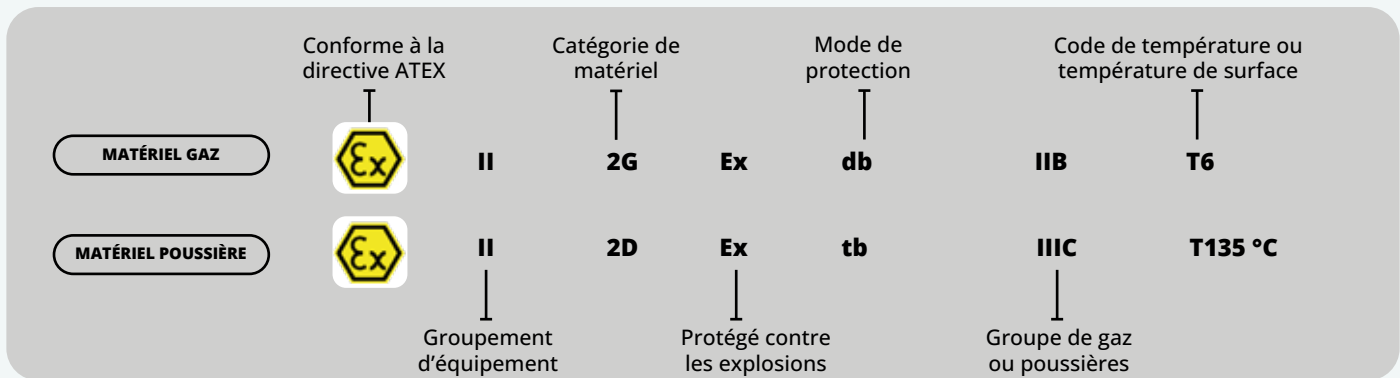 Conforme à la
directive ATEX
Catégorie de
matériel
Mode de
protection
Code de température ou
température de surface
MATÉRIEL GAZ
Ex II 2G Ex db IIB T6
MATÉRIEL POUSSIÈRE
Ex II 2D Ex tb IIIC T135 °C
Groupement
d’équipement
Protégé contre
les explosions
Groupe de gaz
ou poussières